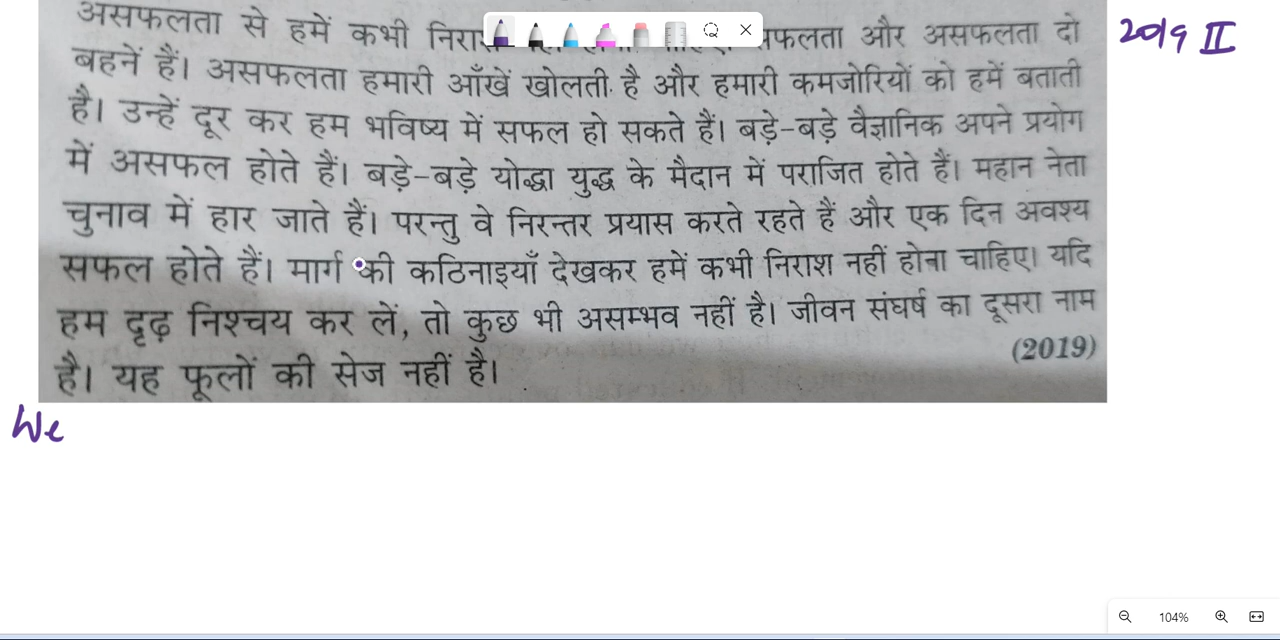 असफलता से हमें कभी सफलता और असफलता दो
बहनें हैं। असफलता हमारी आँखें खोलती है और हमारी कमजोरियों को हमें बताती
है। उन्हें दूर कर हम भविष्य में सफल हो सकते हैं। बड़े-बड़े वैज्ञानिक अपने प्रयोग
में असफल होते हैं। बड़े-बड़े योद्धा युद्ध के मैदान में पराजित होते हैं। महान नेता
चुनाव में हार जाते हैं। परन्तु वे निरन्तर प्रयास करते रहते हैं और एक दिन अवश्य
सफल होते हैं। मार्ग की कठिनाइयाँ देखकर हमें कभी निराश नहीं होना चाहिए। यदि
हम दृढ़ निश्चय कर लें, तो कुछ भी असम्भव नहीं है। जीवन संघर्ष का दूसरा नाम
है। यह फूलों की सेज नहीं है।
(2019)
2019 II
We
104%